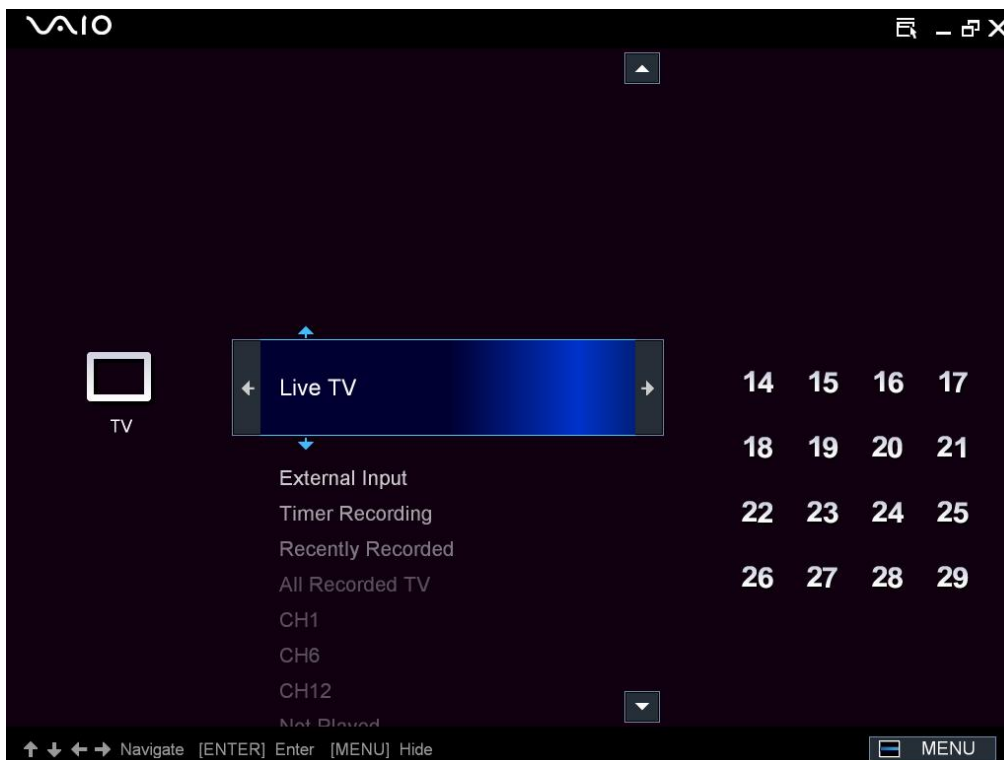 VAIO
TV
Live TV
External Input
Timer Recording
Recently Recorded
All Recorded TV
CH1
CH6
CH12
Not Played
14 15 16 17
18 19 20 21
22 23 24 25
26 27 28 29
Navigate [ENTER] Enter [MENU] Hide
MENU